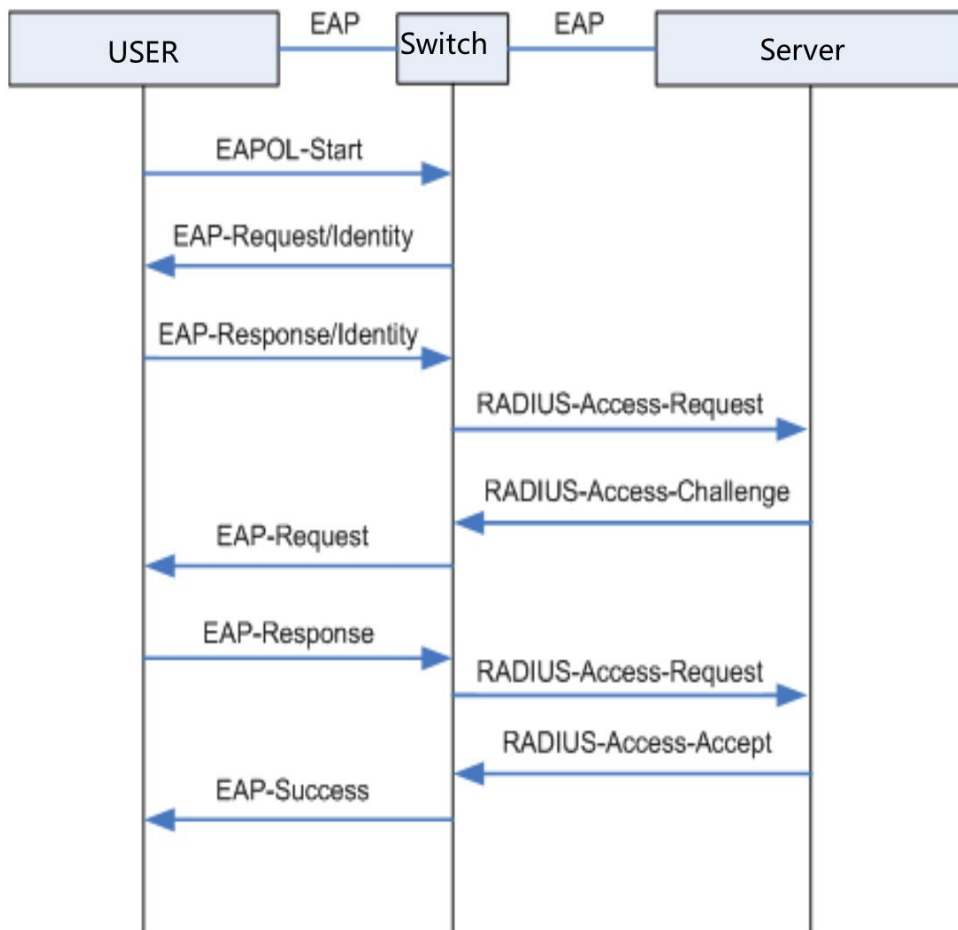 EAP
EAP
USER
Switch
Server
EAPOL-Start
EAP-Request/Identity
EAP-Response/Identity
RADIUS-Access-Request
RADIUS-Access-Challenge
EAP-Request
EAP-Response
RADIUS-Access-Request
RADIUS-Access-Accept
EAP-Success